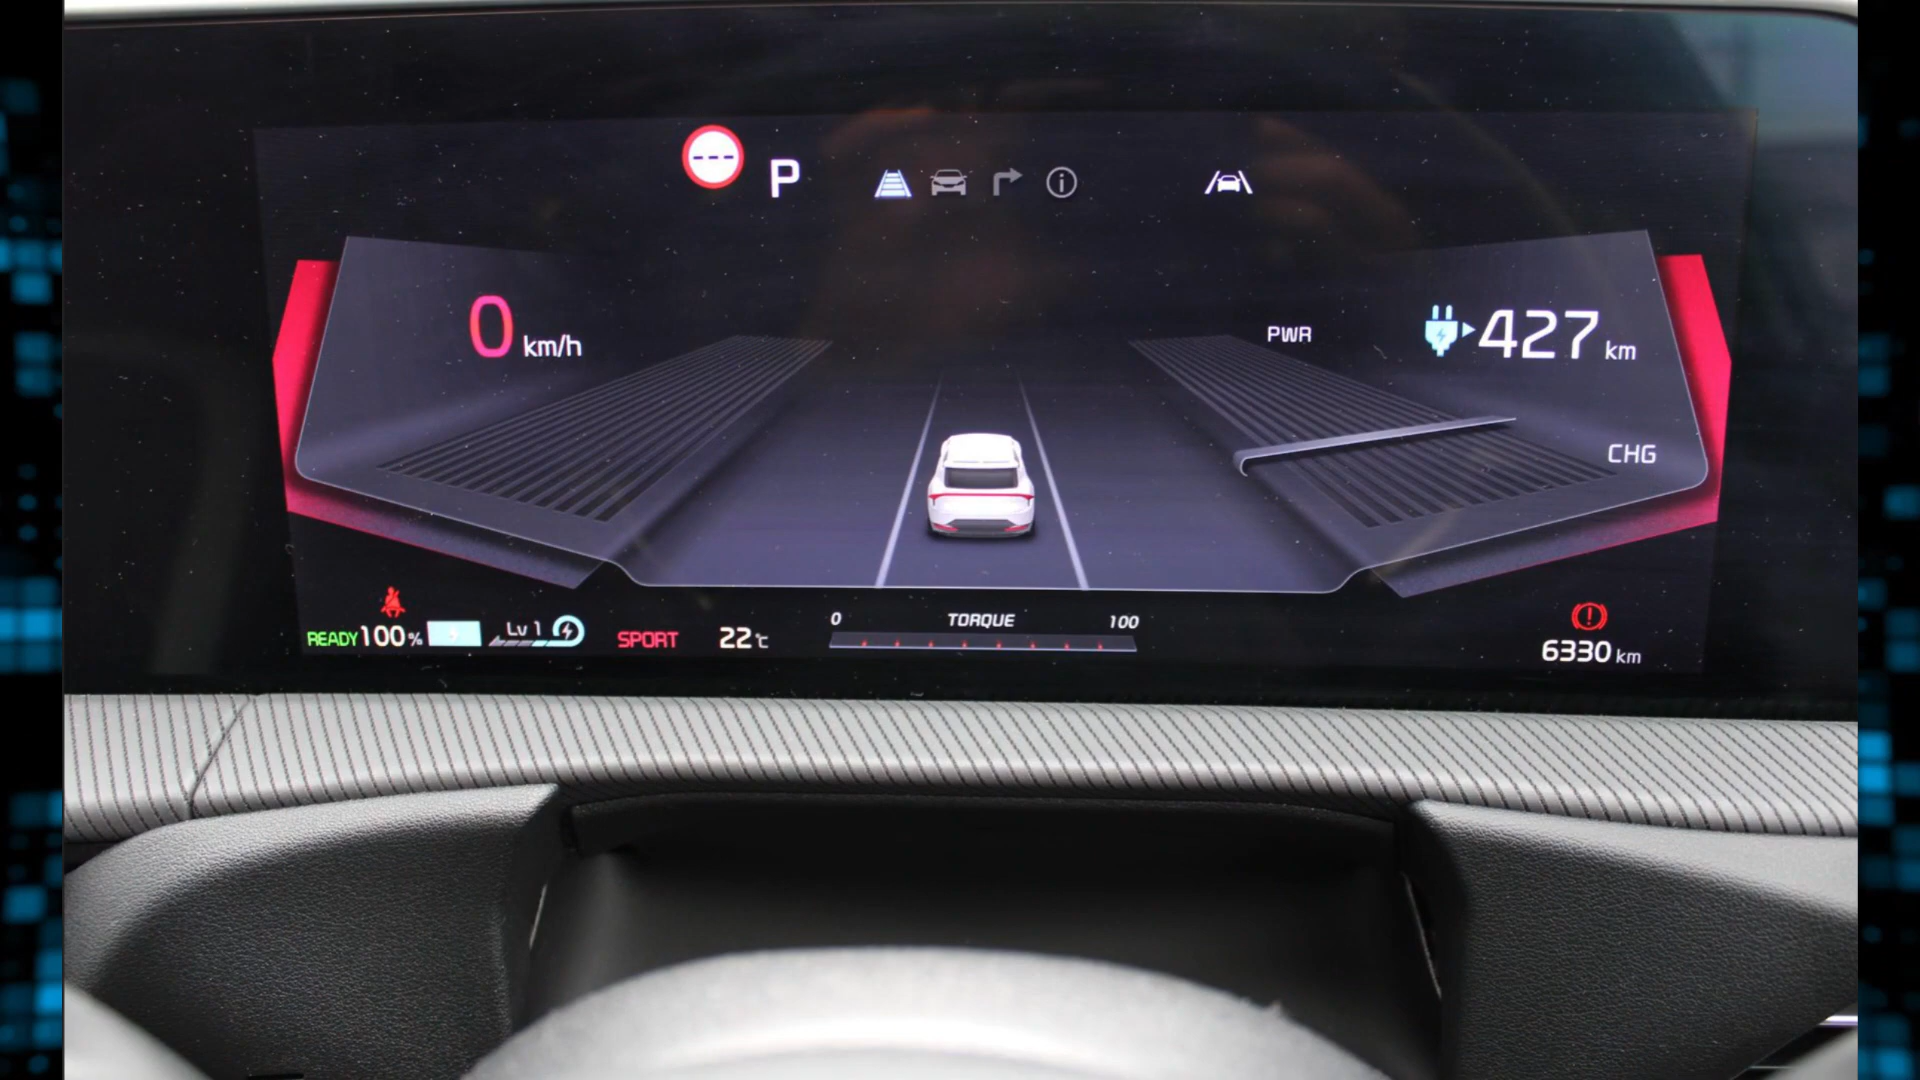 --- P
0 km/h
PWR
427 km
CHG
READY 100% Lv 1 SPORT 22℃
0 TORQUE 100
6330 km